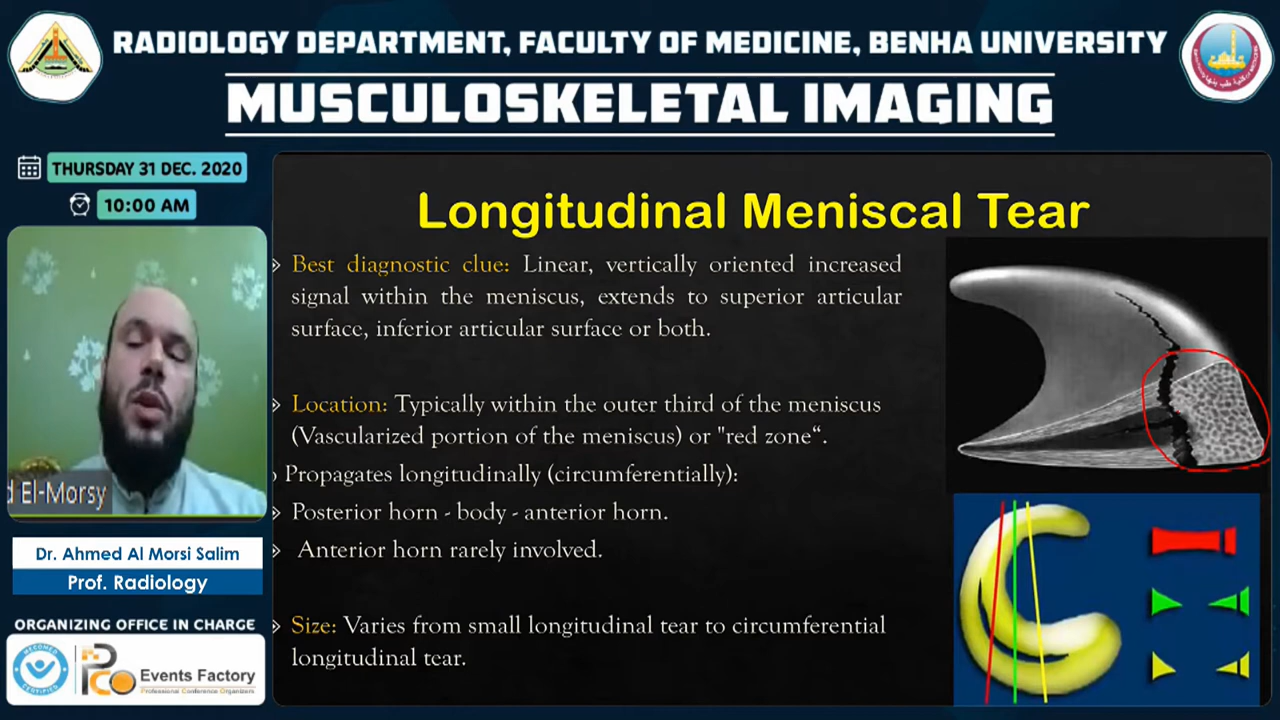 RADIOLOGY DEPARTMENT, FACULTY OF MEDICINE, BENHA UNIVERSITY
MUSCULOSKELETAL IMAGING
THURSDAY 31 DEC. 2020
10:00 AM
d El-Morsy
Dr. Ahmed Al Morsi Salim
Prof. Radiology
ORGANIZING OFFICE IN CHARGE
Events Factory
Professional Conference Organizers
Longitudinal Meniscal Tear
Best diagnostic clue: Linear, vertically oriented increased
signal within the meniscus, extends to superior articular
surface, inferior articular surface or both.
Location: Typically within the outer third of the meniscus
(Vascularized portion of the meniscus) or "red zone“.
Propagates longitudinally (circumferentially):
Posterior horn - body - anterior horn.
Anterior horn rarely involved.
Size: Varies from small longitudinal tear to circumferential
longitudinal tear.